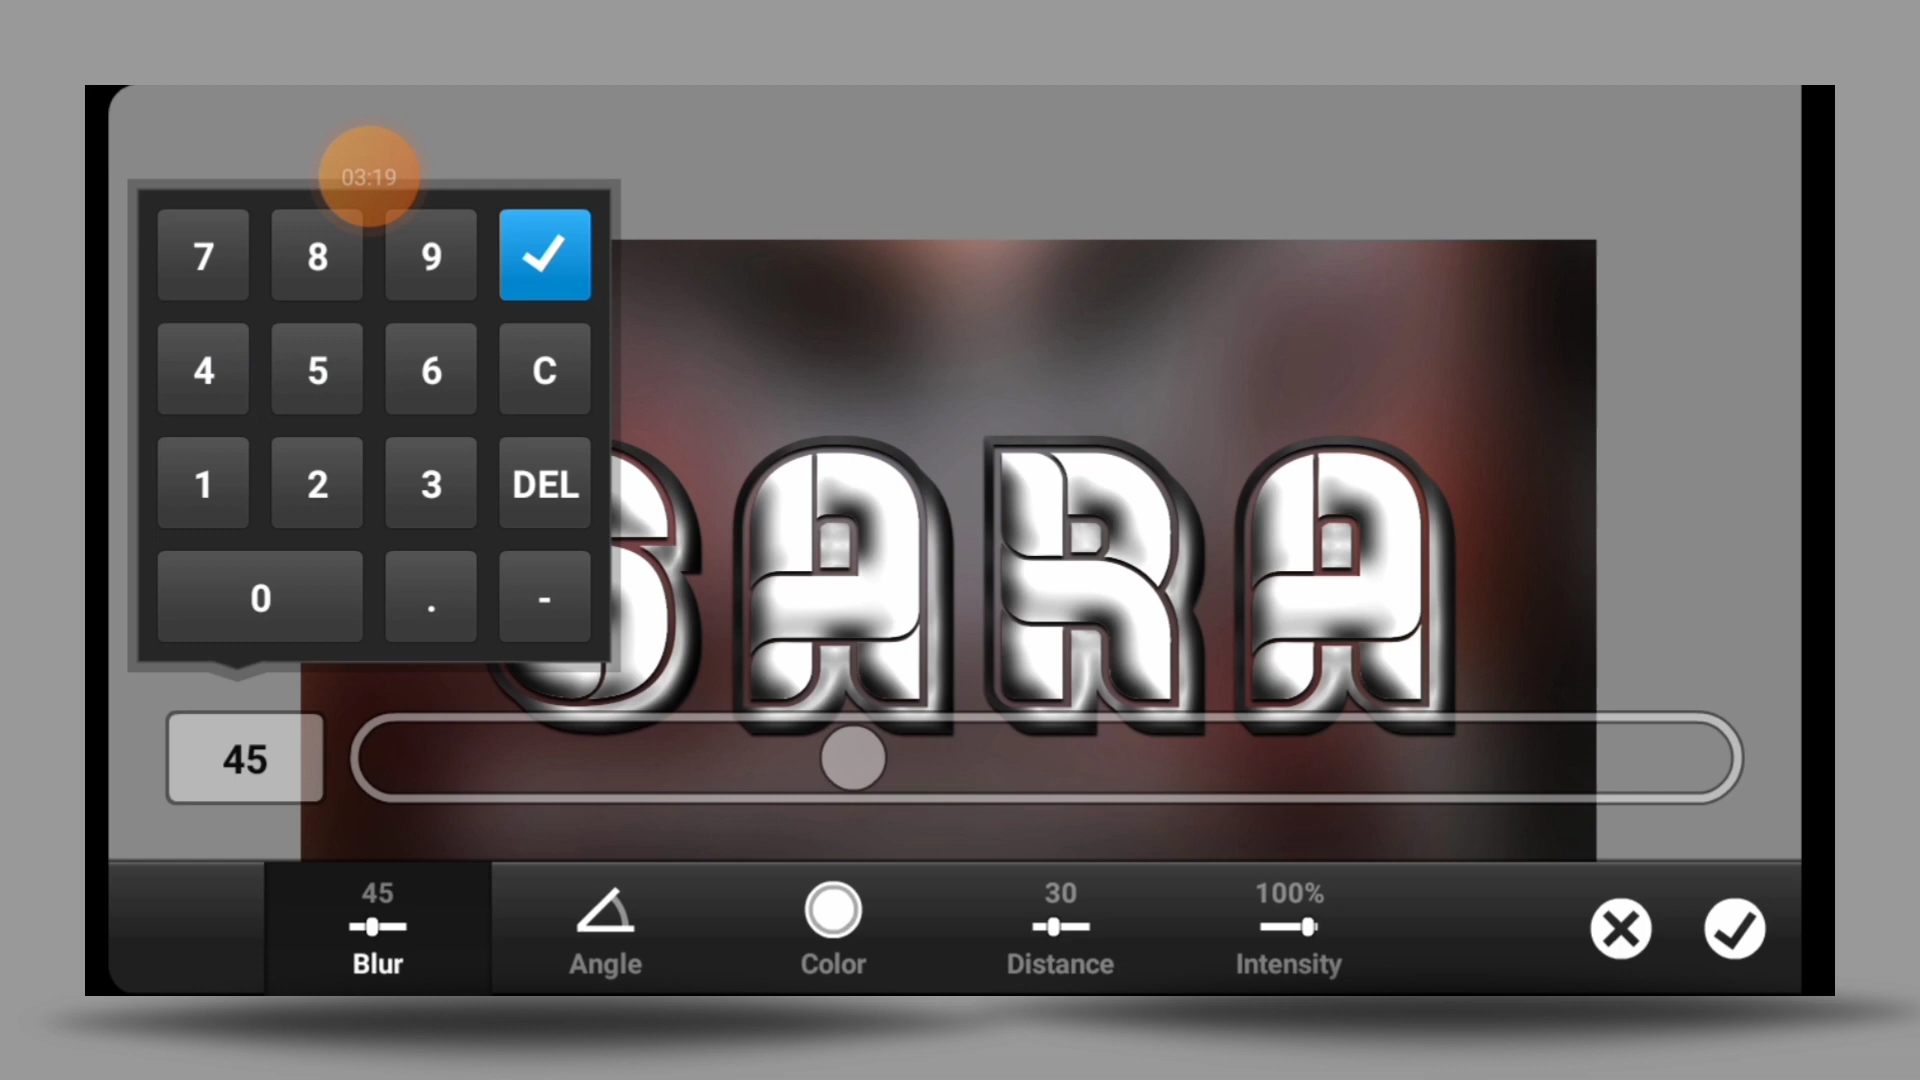 03:19
7 8 9
4 5 6 C
1 2 3 DEL
0 . -
SARA
45
45 30 100%
Blur Angle Color Distance Intensity